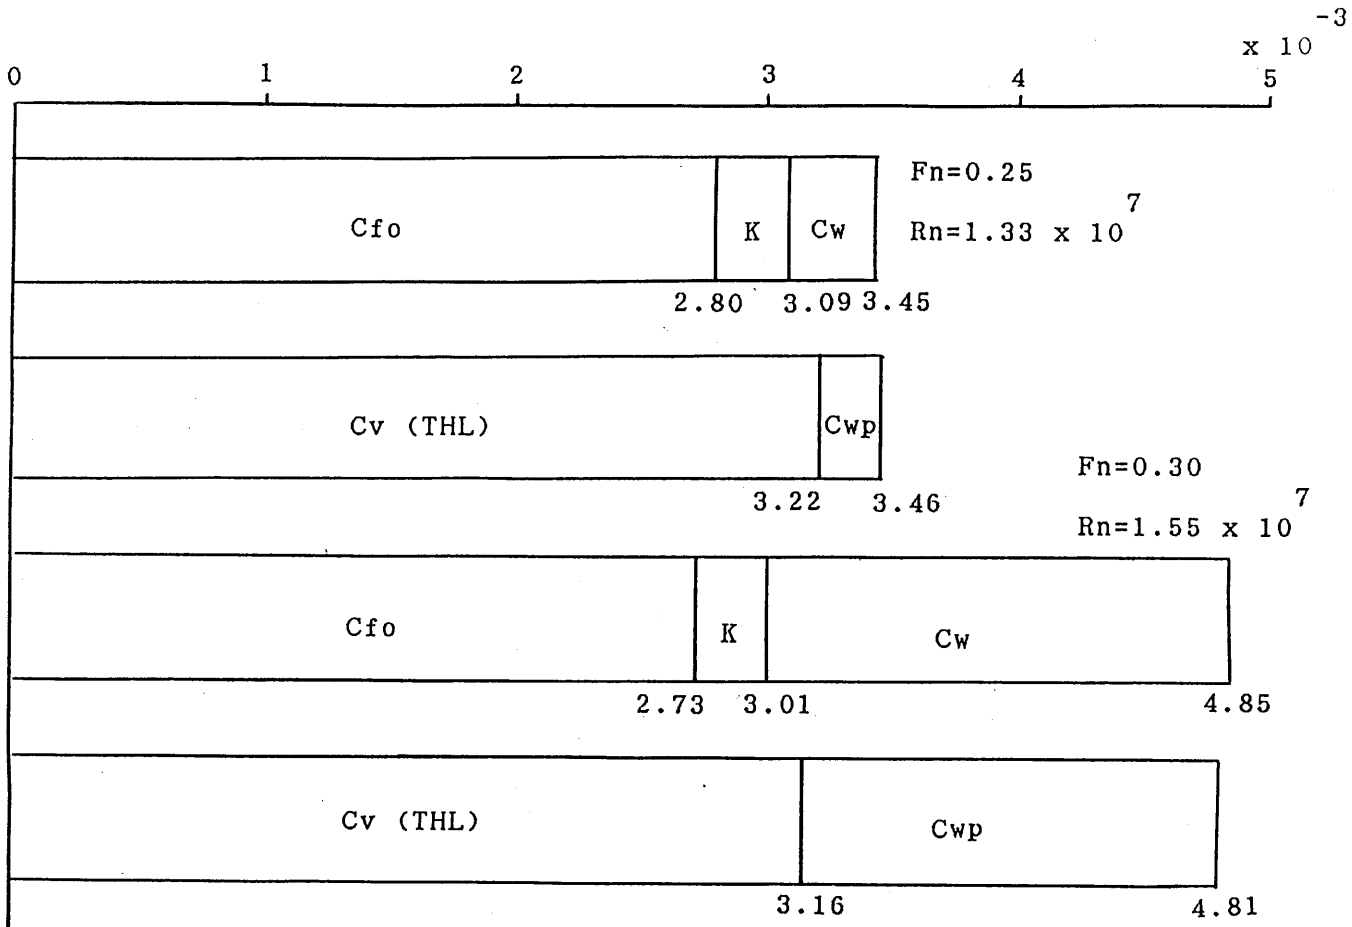 -3
x 10
0 1 2 3 4 5
Fn=0.25
7
Cfo K Cw Rn=1.33 x 10
2.80 3.09 3.45
Cv (THL) Cwp
Fn=0.30
3.22 3.46 7
Rn=1.55 x 10
Cfo K Cw
2.73 3.01 4.85
Cv (THL) Cwp
3.16 4.81